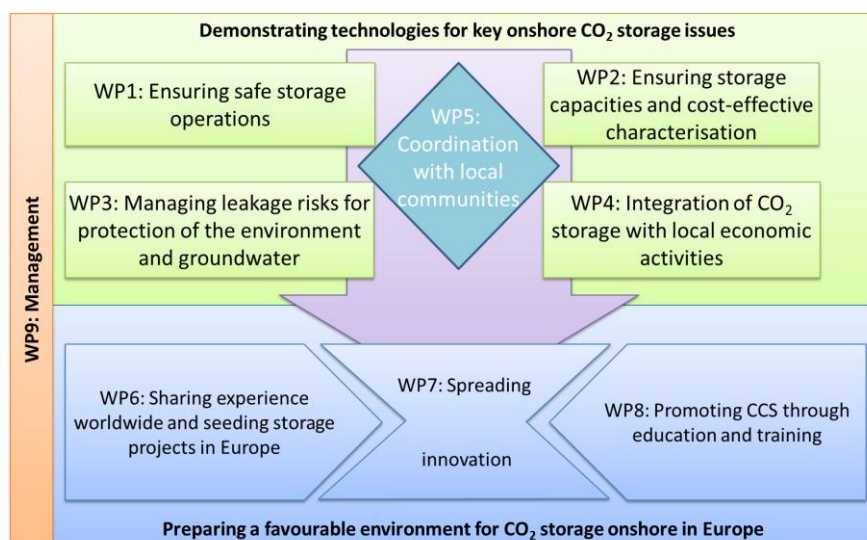 Demonstrating technologies for key onshore CO₂ storage issues
WP1: Ensuring safe storage
operations
WP5:
Coordination
with local
communities
WP2: Ensuring storage
capacities and cost-effective
characterisation
WP3: Managing leakage risks for
protection of the environment
and groundwater
WP4: Integration of CO₂
storage with local economic
activities
WP9: Management
WP6: Sharing experience
worldwide and seeding storage
projects in Europe
WP7: Spreading
innovation
WP8: Promoting CCS through
education and training
Preparing a favourable environment for CO₂ storage onshore in Europe